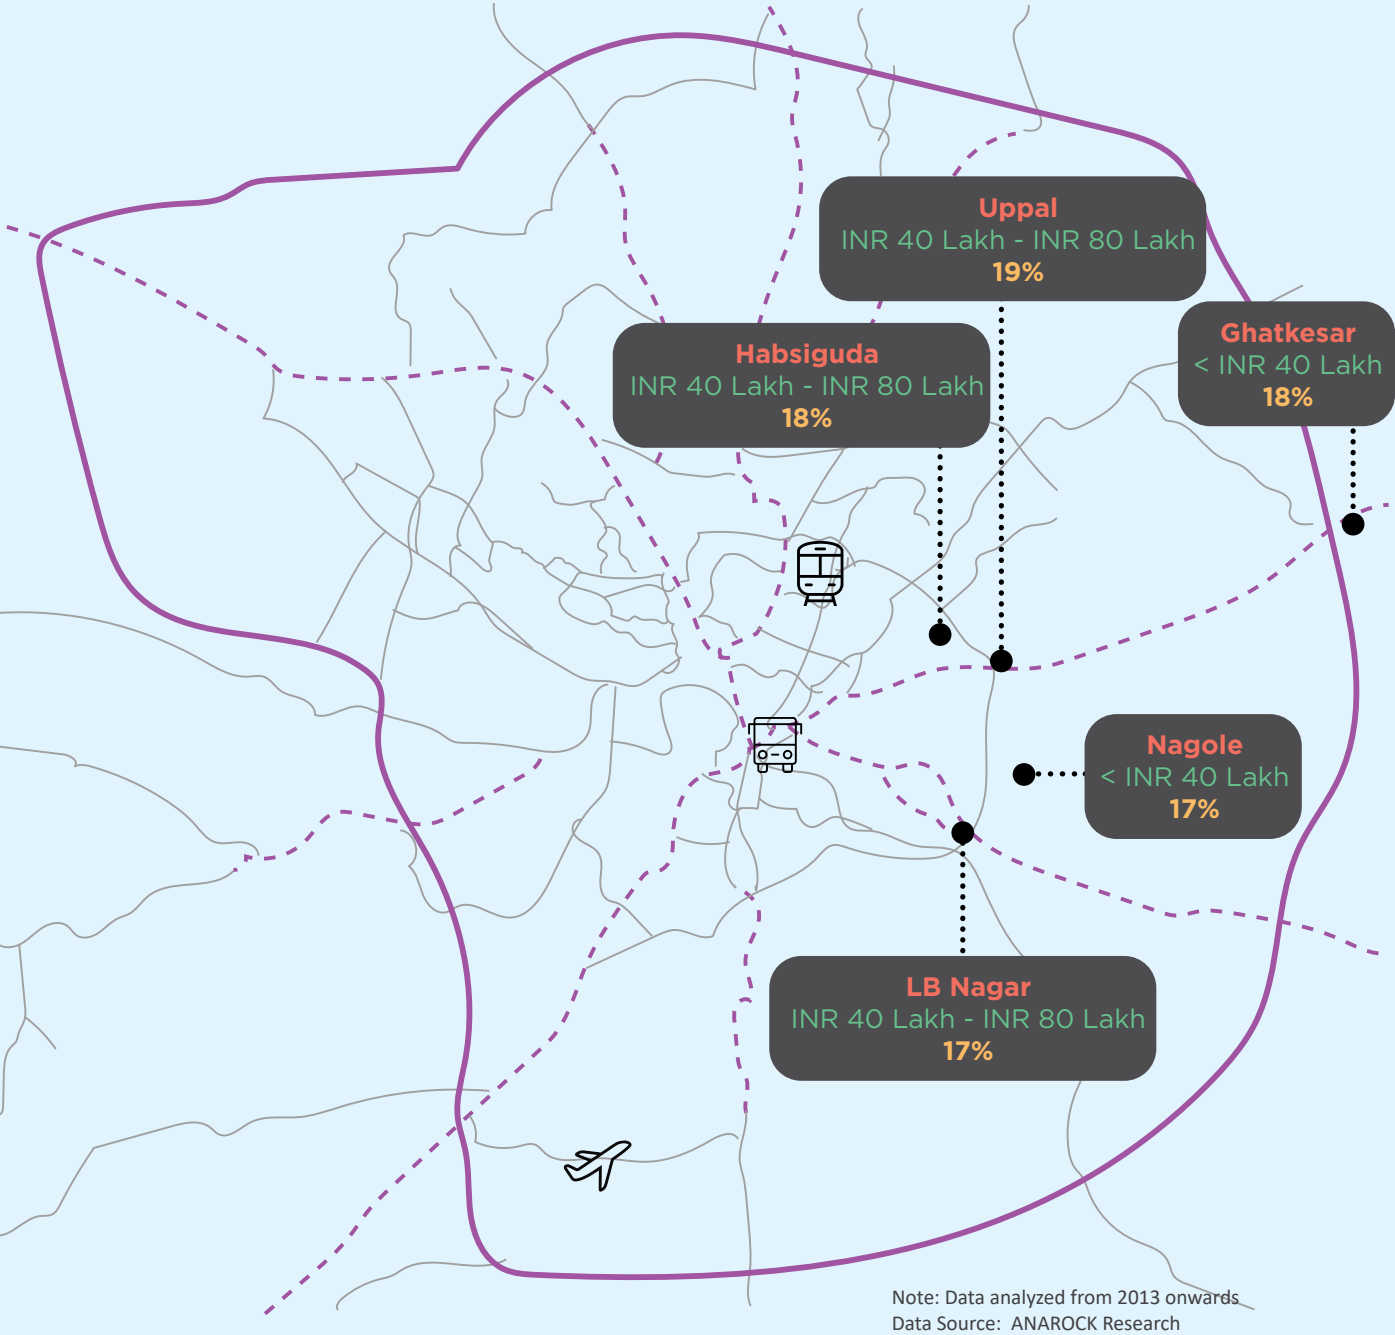 Uppal
INR 40 Lakh - INR 80 Lakh
19%
Ghatkesar
< INR 40 Lakh
18%
Habsiguda
INR 40 Lakh - INR 80 Lakh
18%
Nagole
< INR 40 Lakh
17%
LB Nagar
INR 40 Lakh - INR 80 Lakh
17%
Note: Data analyzed from 2013 onwards
Data Source: ANAROCK Research